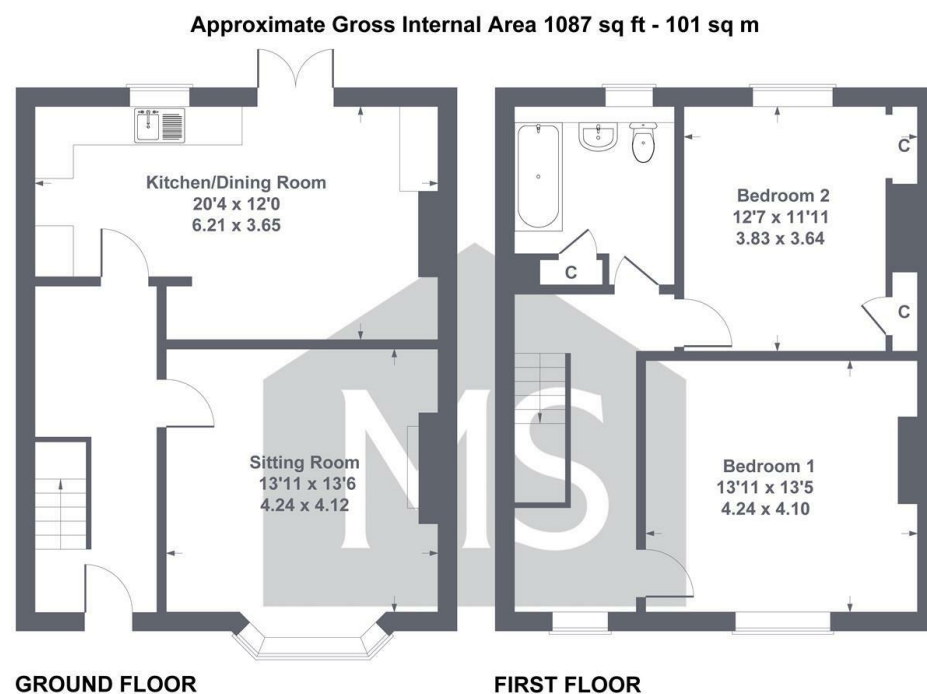 Approximate Gross Internal Area 1087 sq ft - 101 sq m
Kitchen/Dining Room
20'4 x 12'0
6.21 x 3.65
Sitting Room
13'11 x 13'6
4.24 x 4.12
GROUND FLOOR
C
Bedroom 2
12'7 x 11'11
3.83 x 3.64
C
C
Bedroom 1
13'11 x 13'5
4.24 x 4.10
FIRST FLOOR
MS